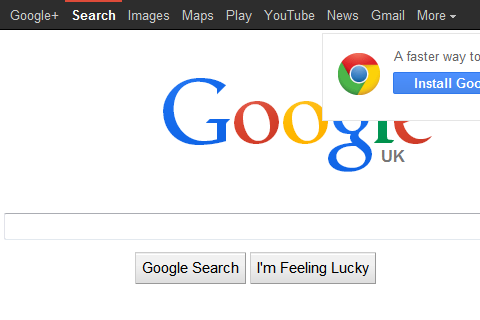 Google+ Search Images Maps Play YouTube News Gmail More
A faster way to
Install Goo
Google
UK
Google Search I'm Feeling Lucky